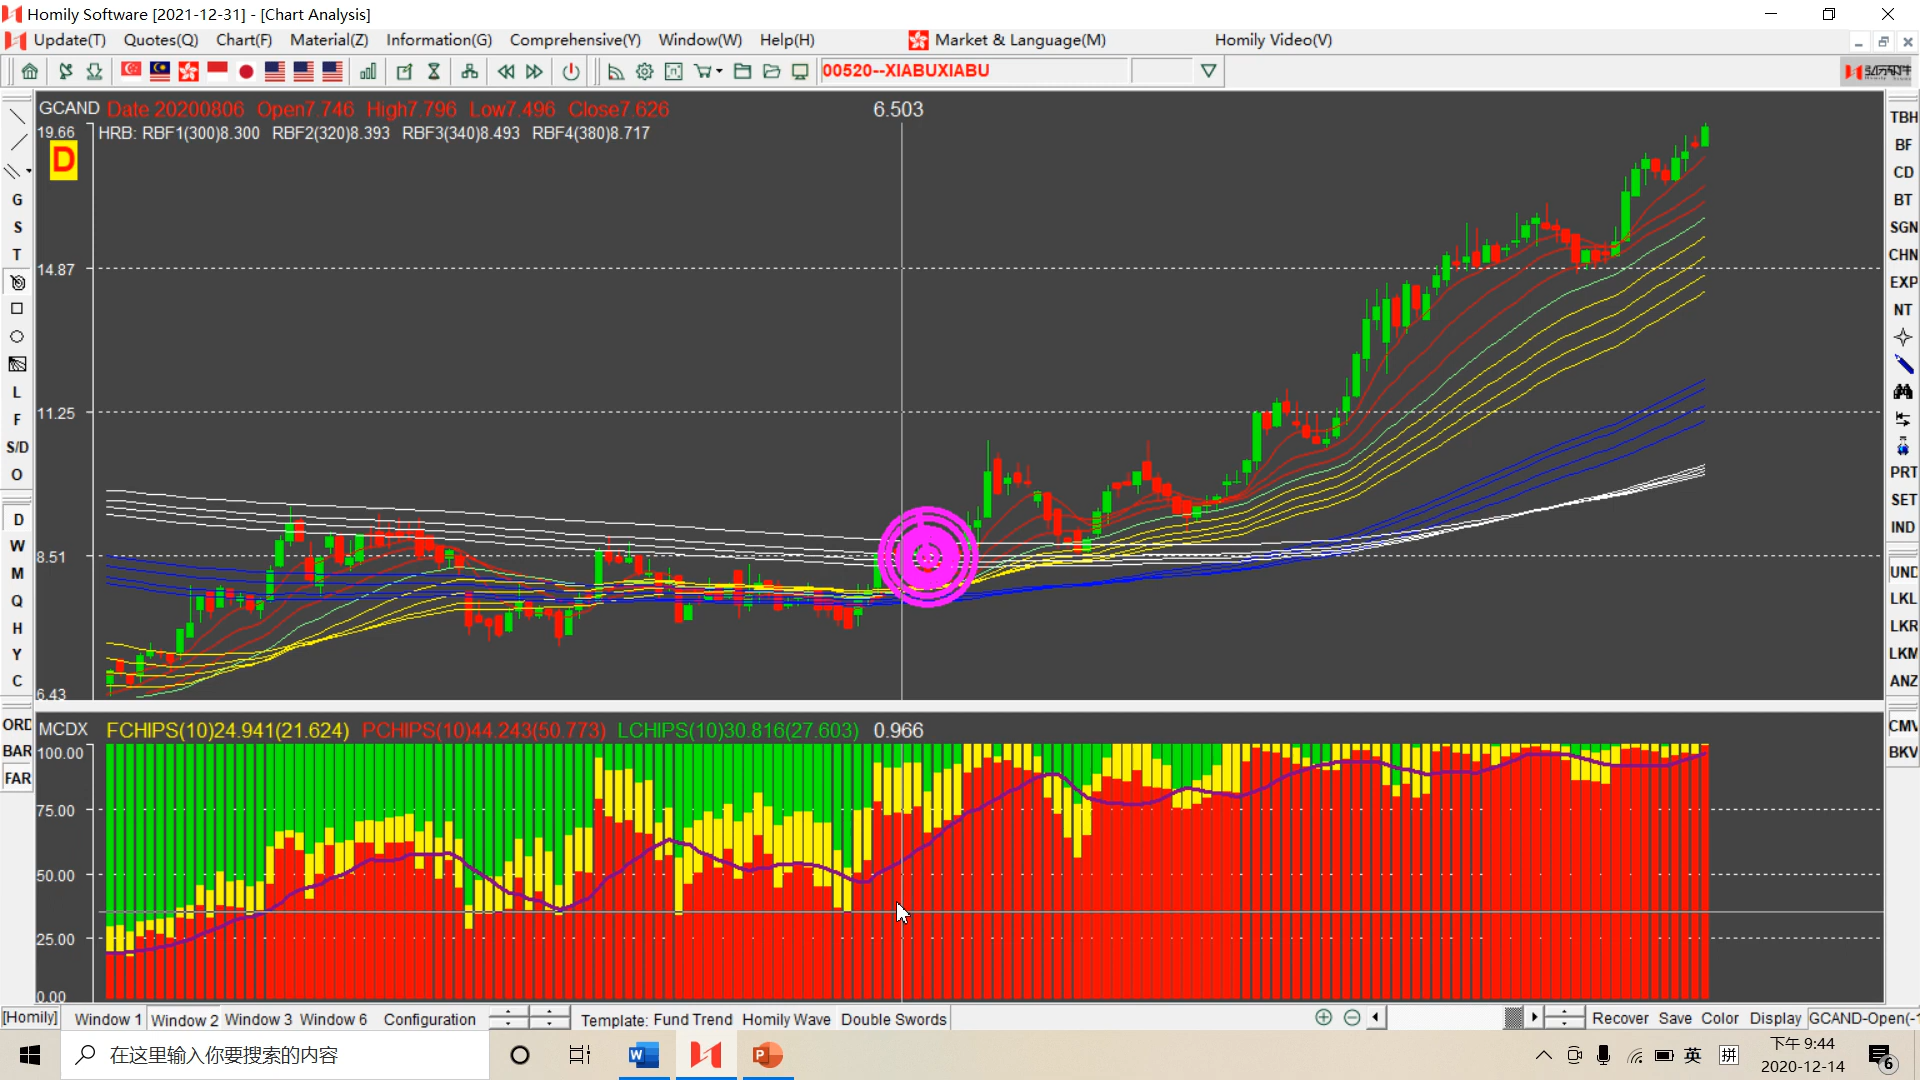 Homily Software [2021-12-31] - [Chart Analysis]
Update(T) Quotes(Q) Chart(F) Material(Z) Information(G) Comprehensive(Y) Window(W) Help(H) Market & Language(M) Homily Video(V)
00520--XIABUXIABU
GCAND Date 20200806 Open7.746 High7.796 Low7.496 Close7.626 6.503
19.66 HRB: RBF1(300)8.300 RBF2(320)8.393 RBF3(340)8.493 RBF4(380)8.717
D
14.87
11.25
8.51
6.43
MCDX FCHIPS(10)24.941(21.624) PCHIPS(10)44.243(50.773) LCHIPS(10)30.816(27.603) 0.966
100.00
75.00
50.00
25.00
0.00
G
S
T
L
F
S/D
O
D
W
M
Q
H
Y
C
ORD
BAR
FAR
TBH
BF
CD
BT
SGN
CHN
EXP
NT
PRT
SET
IND
UND
LKL
LKR
LKM
ANZ
CMV
BKV
[Homily] Window 1 Window 2 Window 3 Window 6 Configuration Template: Fund Trend Homily Wave Double Swords Recover Save Color Display GCAND-Open(-1
在这里输入你要搜索的内容
英 拼
下午 9:44
2020-12-14
6